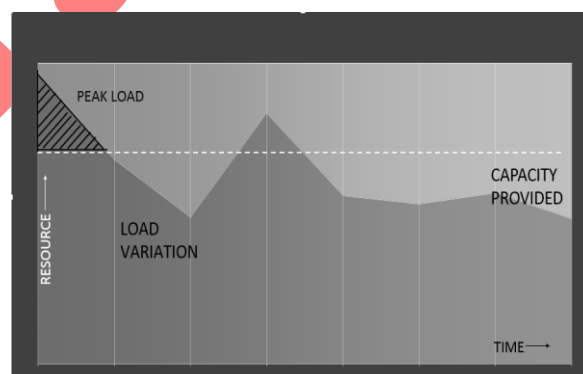 PEAK LOAD
CAPACITY
PROVIDED
LOAD
VARIATION
RESOURCE
TIME